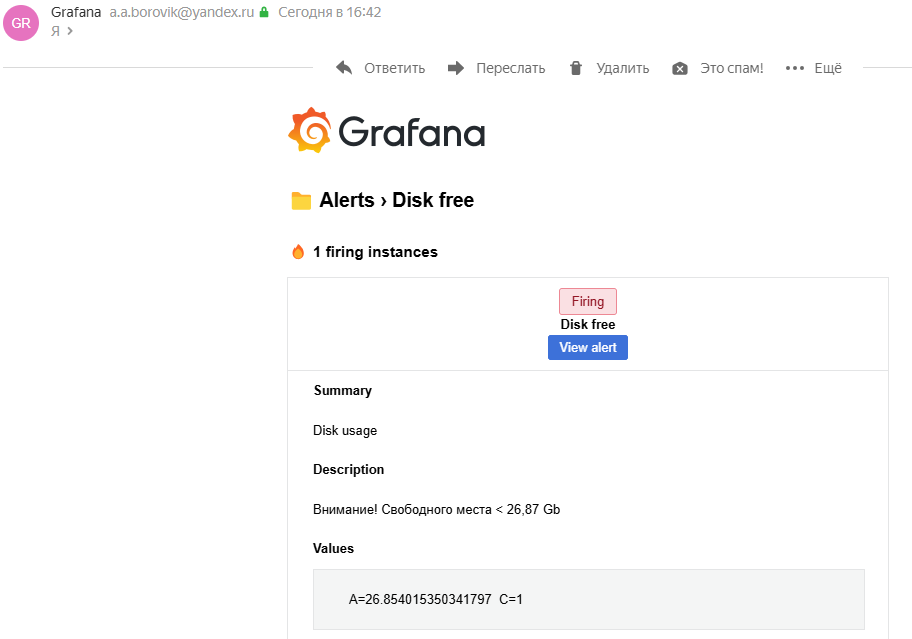 GR
Grafana a.a.borovik@yandex.ru Сегодня в 16:42
Я
Ответить Переслать Удалить Это спам! Ещё
Grafana
Alerts › Disk free
1 firing instances
Firing
Disk free
View alert
Summary
Disk usage
Description
Внимание! Свободного места < 26,87 Gb
Values
A=26.854015350341797 C=1